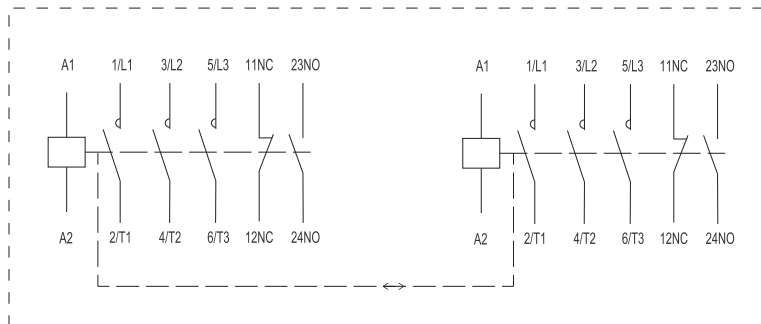 A1 1/L1 3/L2 5/L3 11NC 23NO
A2 2/T1 4/T2 6/T3 12NC 24NO
A1 1/L1 3/L2 5/L3 11NC 23NO
A2 2/T1 4/T2 6/T3 12NC 24NO